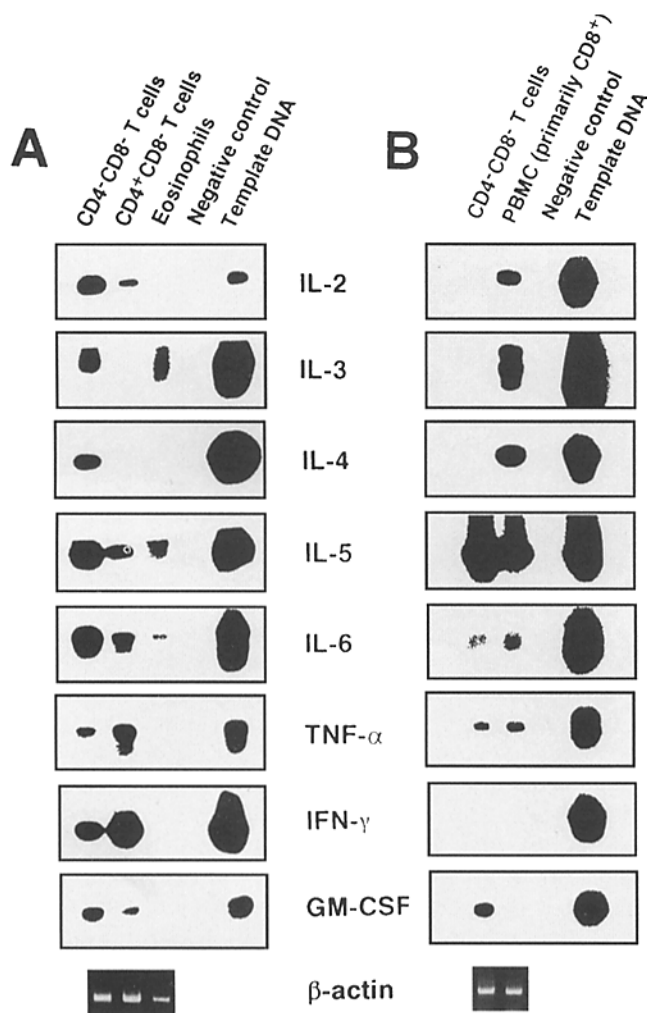 A
CD4-CD8- T cells
CD4+CD8- T cells
Eosinophils
Negative control
Template DNA
B
CD4-CD8- T cells
PBMC (primarily CD8+)
Negative control
Template DNA
IL-2
IL-3
IL-4
IL-5
IL-6
TNF-α
IFN-γ
GM-CSF
β-actin